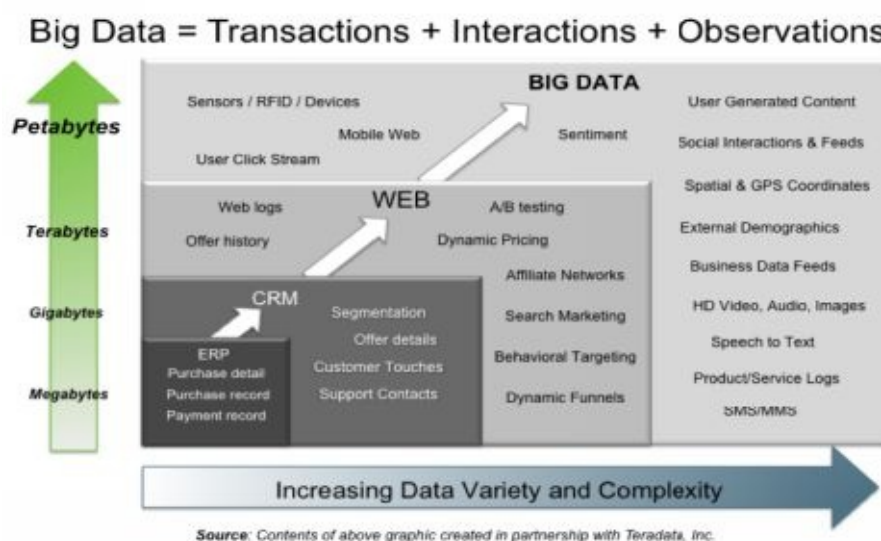 Big Data = Transactions + Interactions + Observations
BIG DATA
Petabytes
Sensors / RFID / Devices
Mobile Web
User Click Stream
Sentiment
User Generated Content
Social Interactions & Feeds
Spatial & GPS Coordinates
External Demographics
Business Data Feeds
HD Video, Audio, Images
Speech to Text
Product/Service Logs
SMS/MMS
WEB
Terabytes
Web logs
Offer history
A/B testing
Dynamic Pricing
Affiliate Networks
Search Marketing
Behavioral Targeting
Dynamic Funnels
CRM
Gigabytes
Segmentation
Offer details
Customer Touches
Support Contacts
ERP
Megabytes
Purchase detail
Purchase record
Payment record
Increasing Data Variety and Complexity
Source: Contents of above graphic created in partnership with Teradata, Inc.